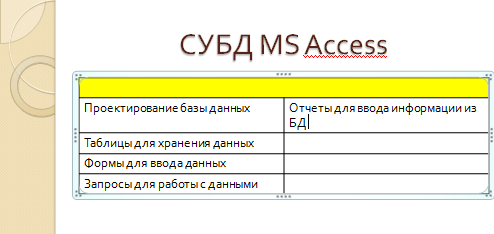 СУБД MS Access
Проектирование базы данных
Отчеты для ввода информации из
БД
Таблицы для хранения данных
Формы для ввода данных
Запросы для работы с данными